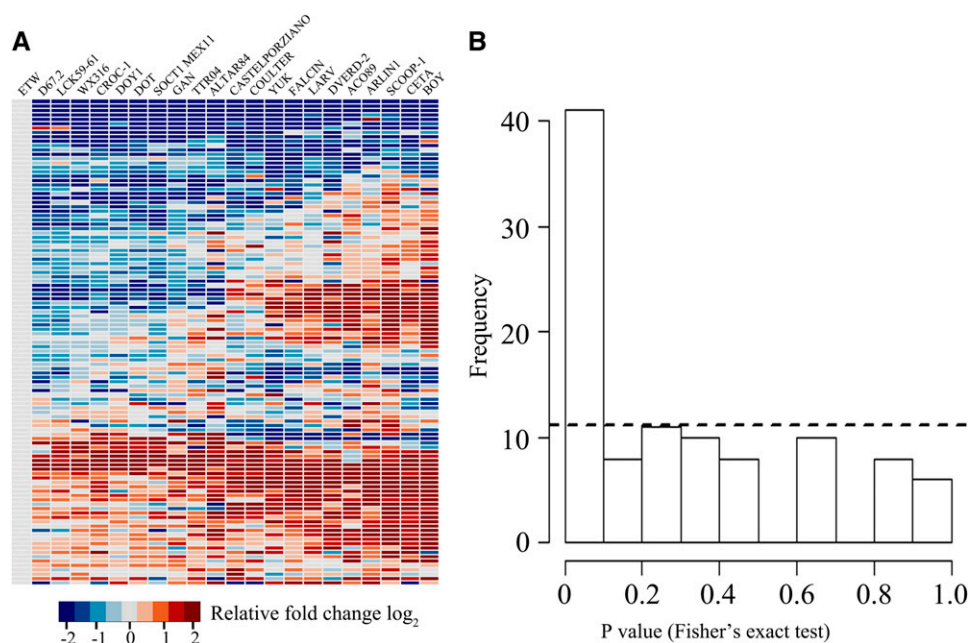 A
ETW
D67.2
LCK59-61
WX316
CROC-1
DOY1
DOT
SOCT1 MEX11
GAN
TTR04
ALTAR84
CASTELPORZIANO
COULTER
YUK
FALCIN
LARV
DVERD-2
ACO89
ARLIN1
SCOOP-1
CETA
BOY
-2 -1 0 1 2
Relative fold change log2
B
Frequency
40
30
20
10
0
0 0.2 0.4 0.6 0.8 1.0
P value (Fisher's exact test)